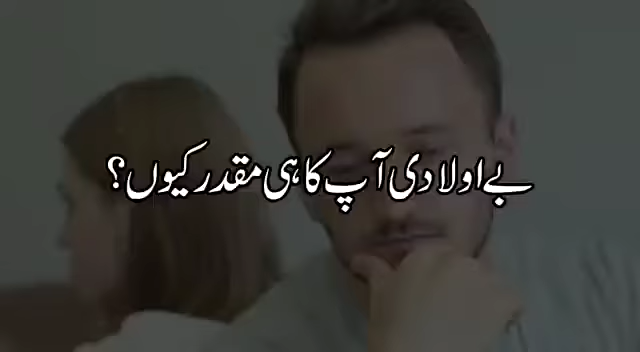 بے اولادی آپ کا ہی مقدر کیوں؟